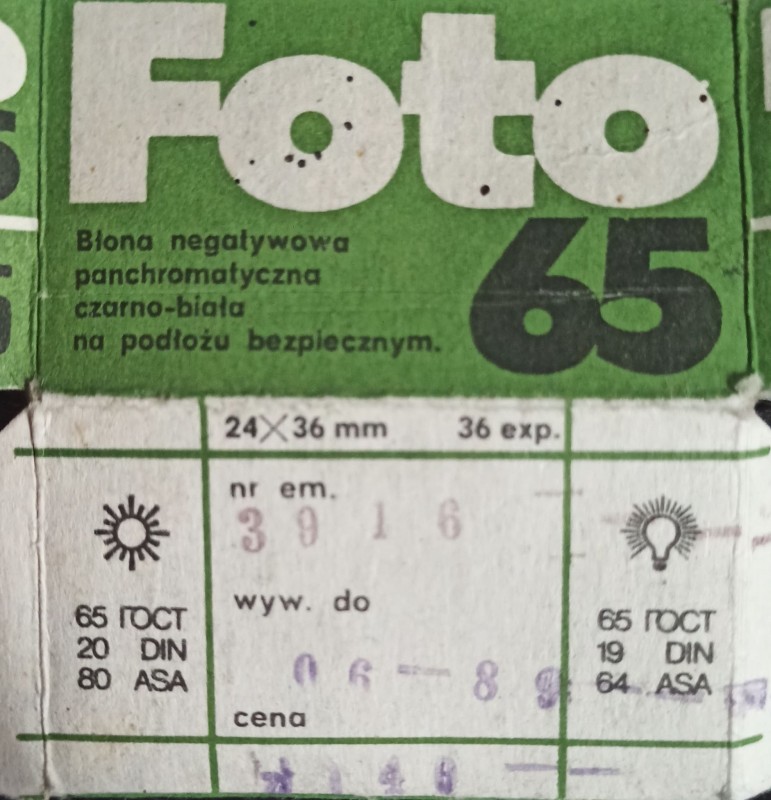 Foto
65
Błona negatywowa
panchromatyczna
czarno-biała
na podłożu bezpiecznym.
24×36 mm 36 exp.
nr em.
3916
wyw. do
06-89
cena
65 ГОСТ
20 DIN
80 ASA
65 ГОСТ
19 DIN
64 ASA